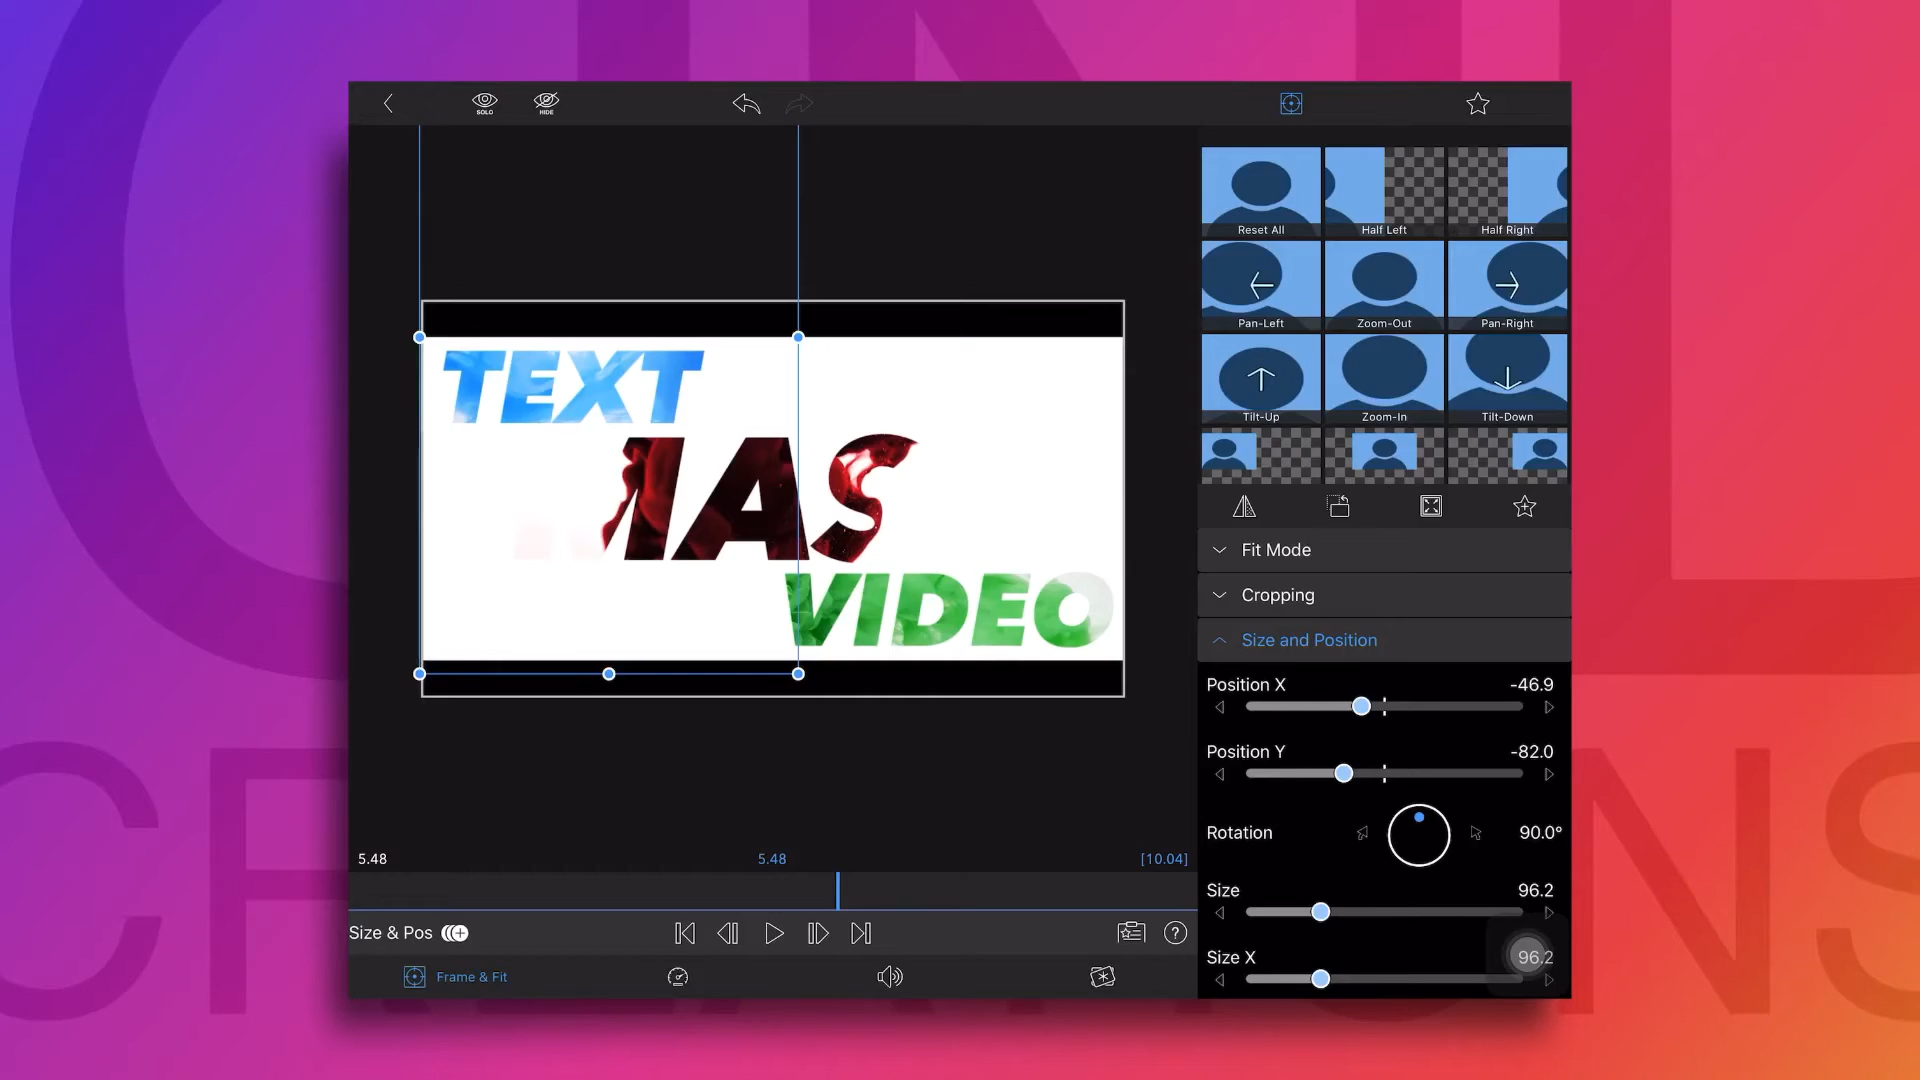 SOLO
HIDE
TEXT
MAS
VIDEO
Reset All
Half Left
Half Right
Pan-Left
Zoom-Out
Pan-Right
Tilt-Up
Zoom-In
Tilt-Down
Fit Mode
Cropping
Size and Position
Position X -46.9
Position Y -82.0
Rotation 90.0°
Size 96.2
Size X 96.2
5.48 5.48 [10.04]
Size & Pos
?
Frame & Fit